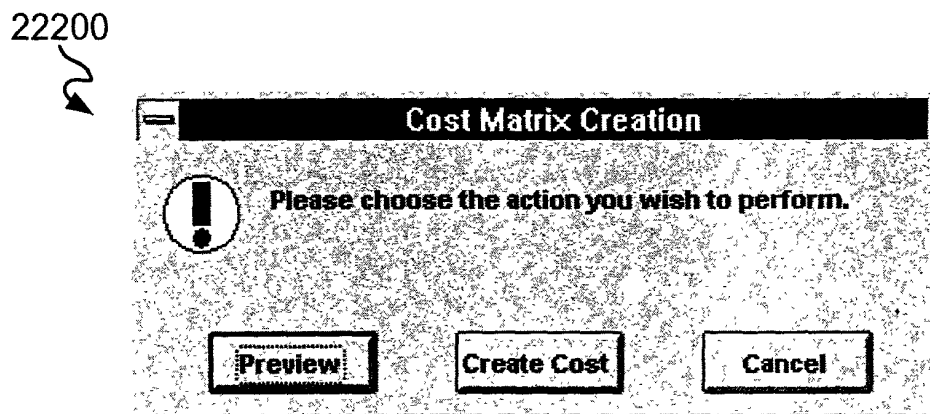 22200
Cost Matrix Creation
Please choose the action you wish to perform.
Preview Create Cost Cancel